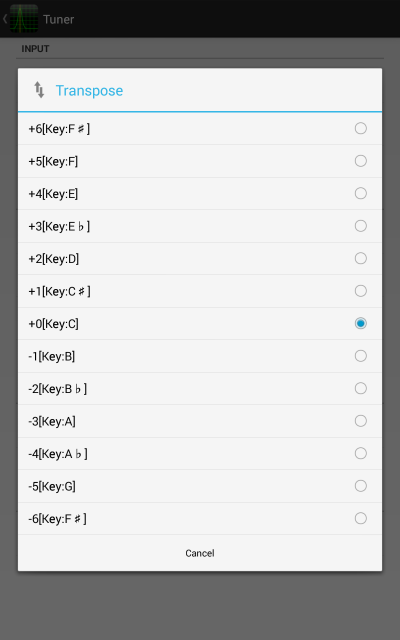 Tuner
INPUT
Transpose
+6[Key:F♯]
+5[Key:F]
+4[Key:E]
+3[Key:E♭]
+2[Key:D]
+1[Key:C♯]
+0[Key:C]
-1[Key:B]
-2[Key:B♭]
-3[Key:A]
-4[Key:A♭]
-5[Key:G]
-6[Key:F♯]
Cancel